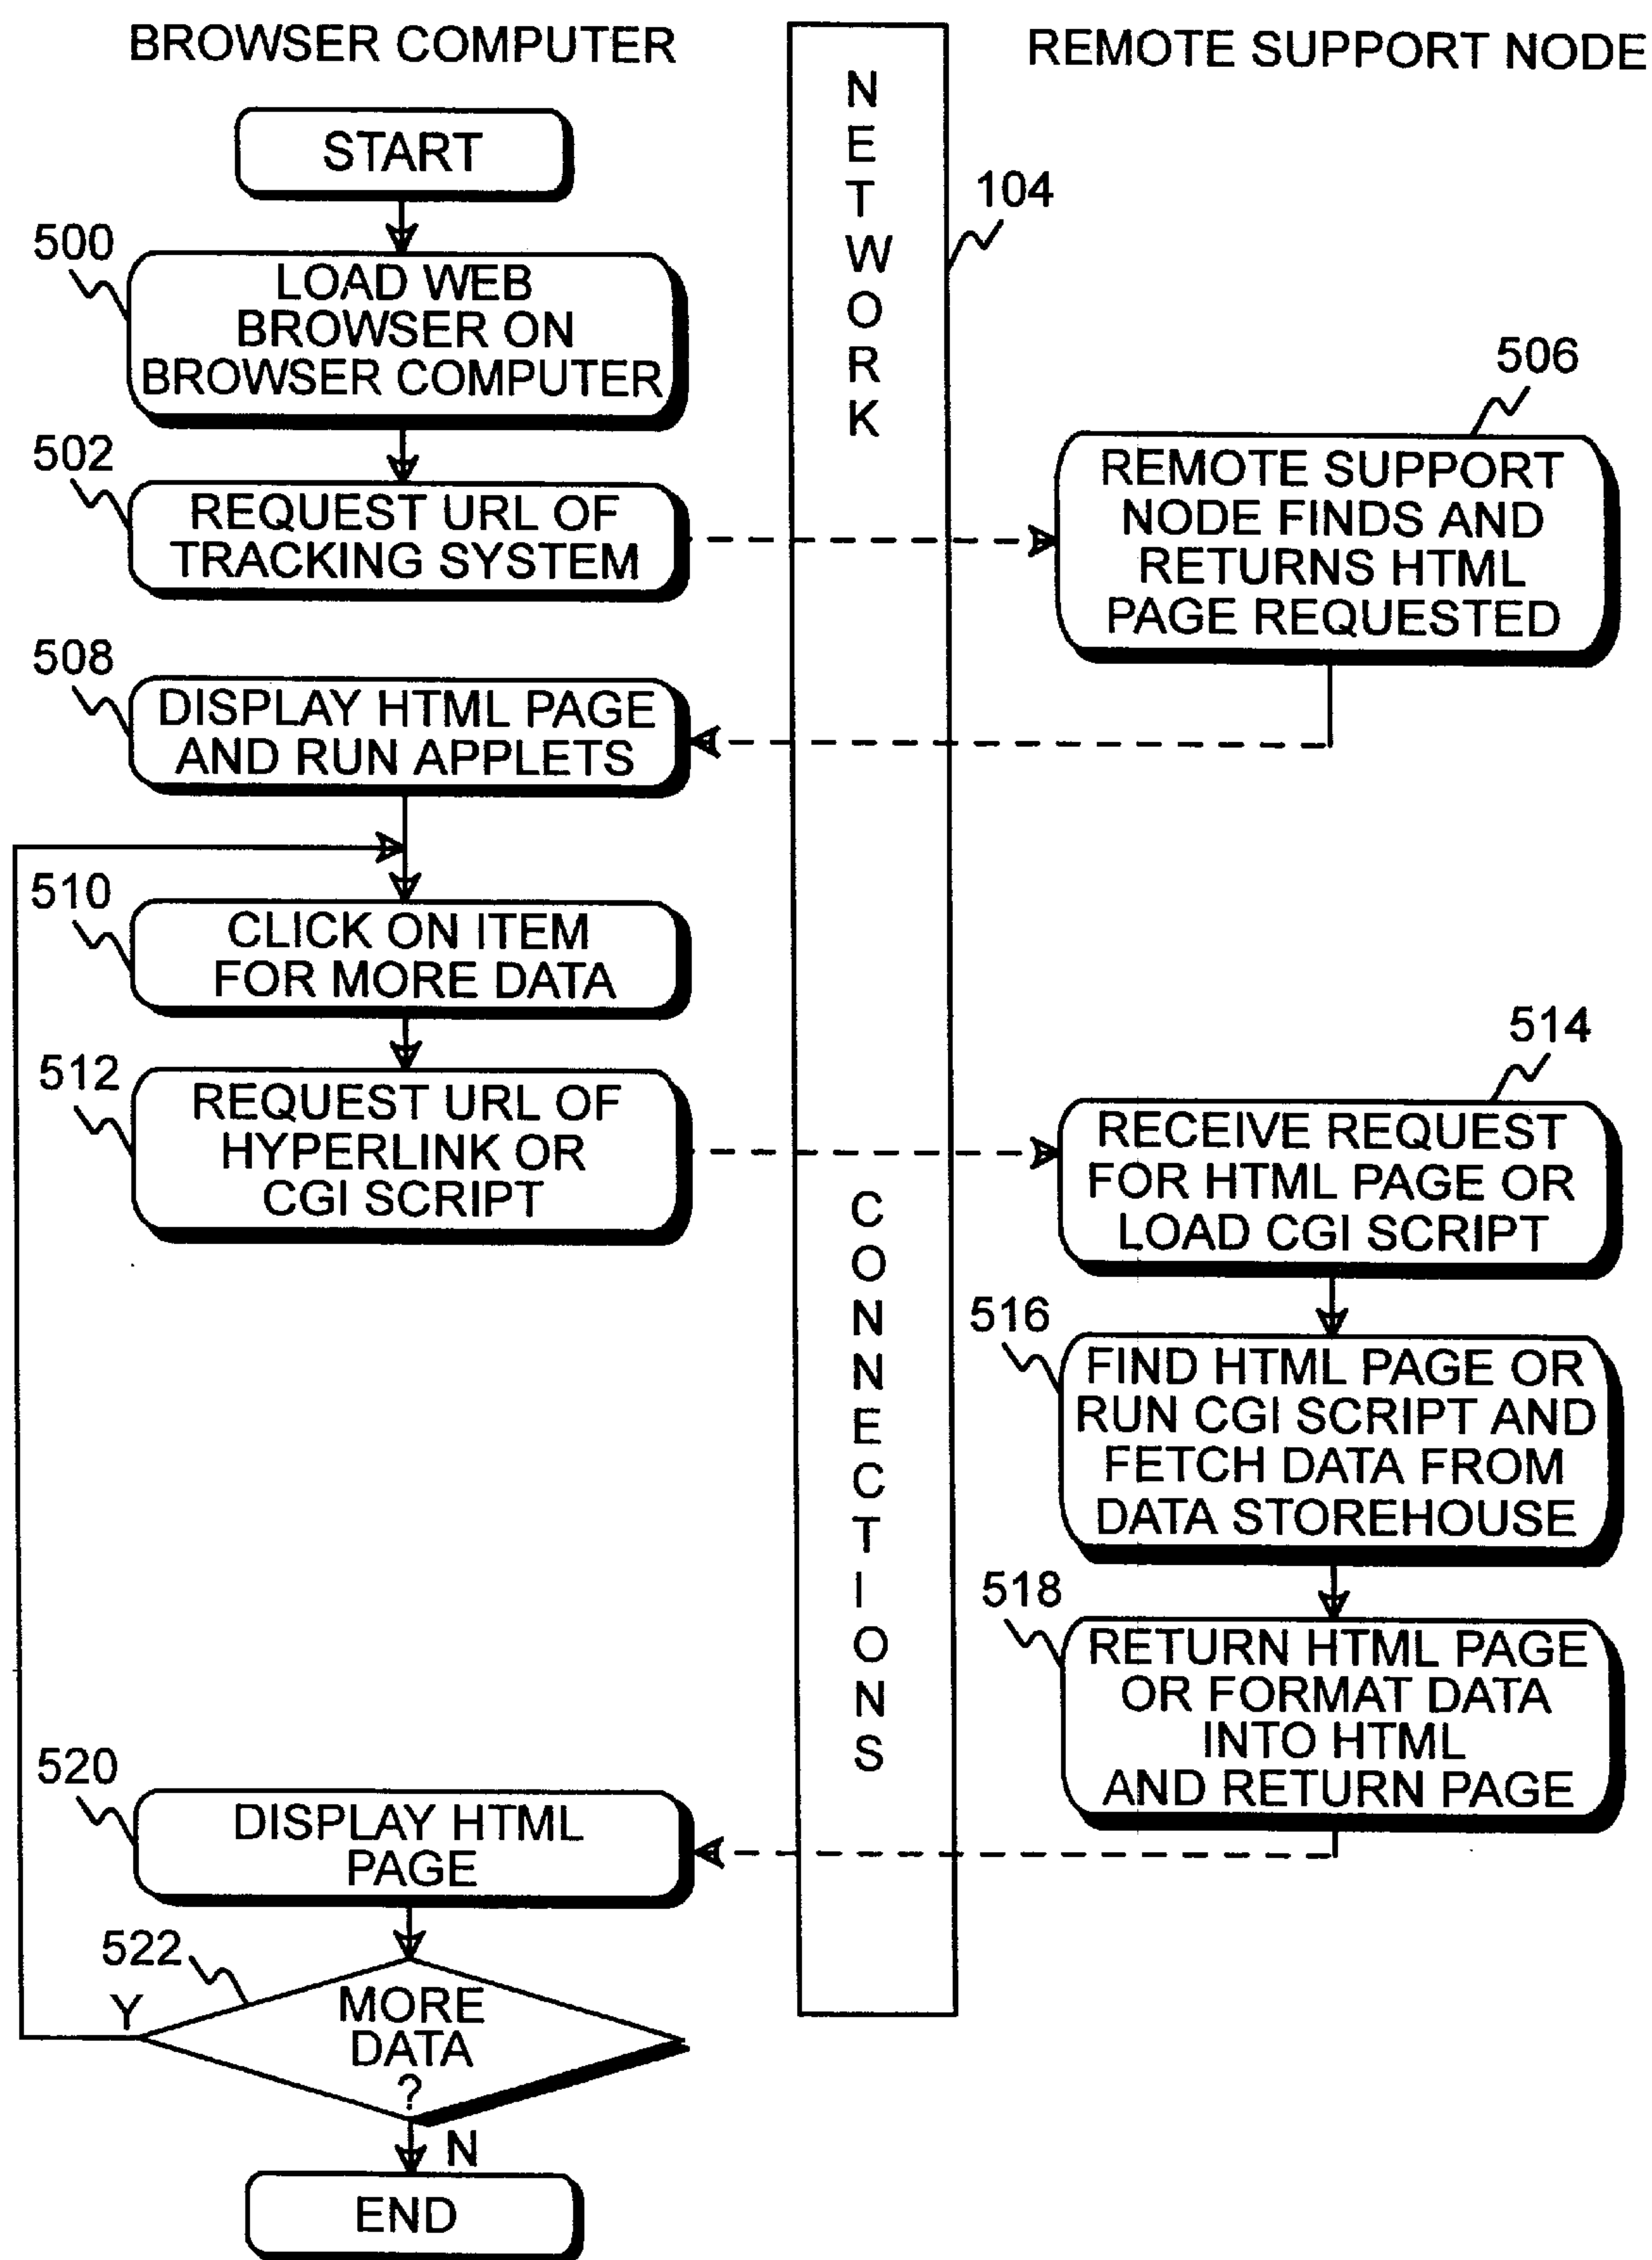 BROWSER COMPUTER
REMOTE SUPPORT NODE
START
NETWORK
104
500
LOAD WEB
BROWSER ON
BROWSER COMPUTER
502
REQUEST URL OF
TRACKING SYSTEM
506
REMOTE SUPPORT
NODE FINDS AND
RETURNS HTML
PAGE REQUESTED
508
DISPLAY HTML PAGE
AND RUN APPLETS
510
CLICK ON ITEM
FOR MORE DATA
512
REQUEST URL OF
HYPERLINK OR
CGI SCRIPT
CONNECTIONS
514
RECEIVE REQUEST
FOR HTML PAGE OR
LOAD CGI SCRIPT
516
FIND HTML PAGE OR
RUN CGI SCRIPT AND
FETCH DATA FROM
DATA STOREHOUSE
518
RETURN HTML PAGE
OR FORMAT DATA
INTO HTML
AND RETURN PAGE
520
DISPLAY HTML
PAGE
522
Y
MORE
DATA
?
N
END